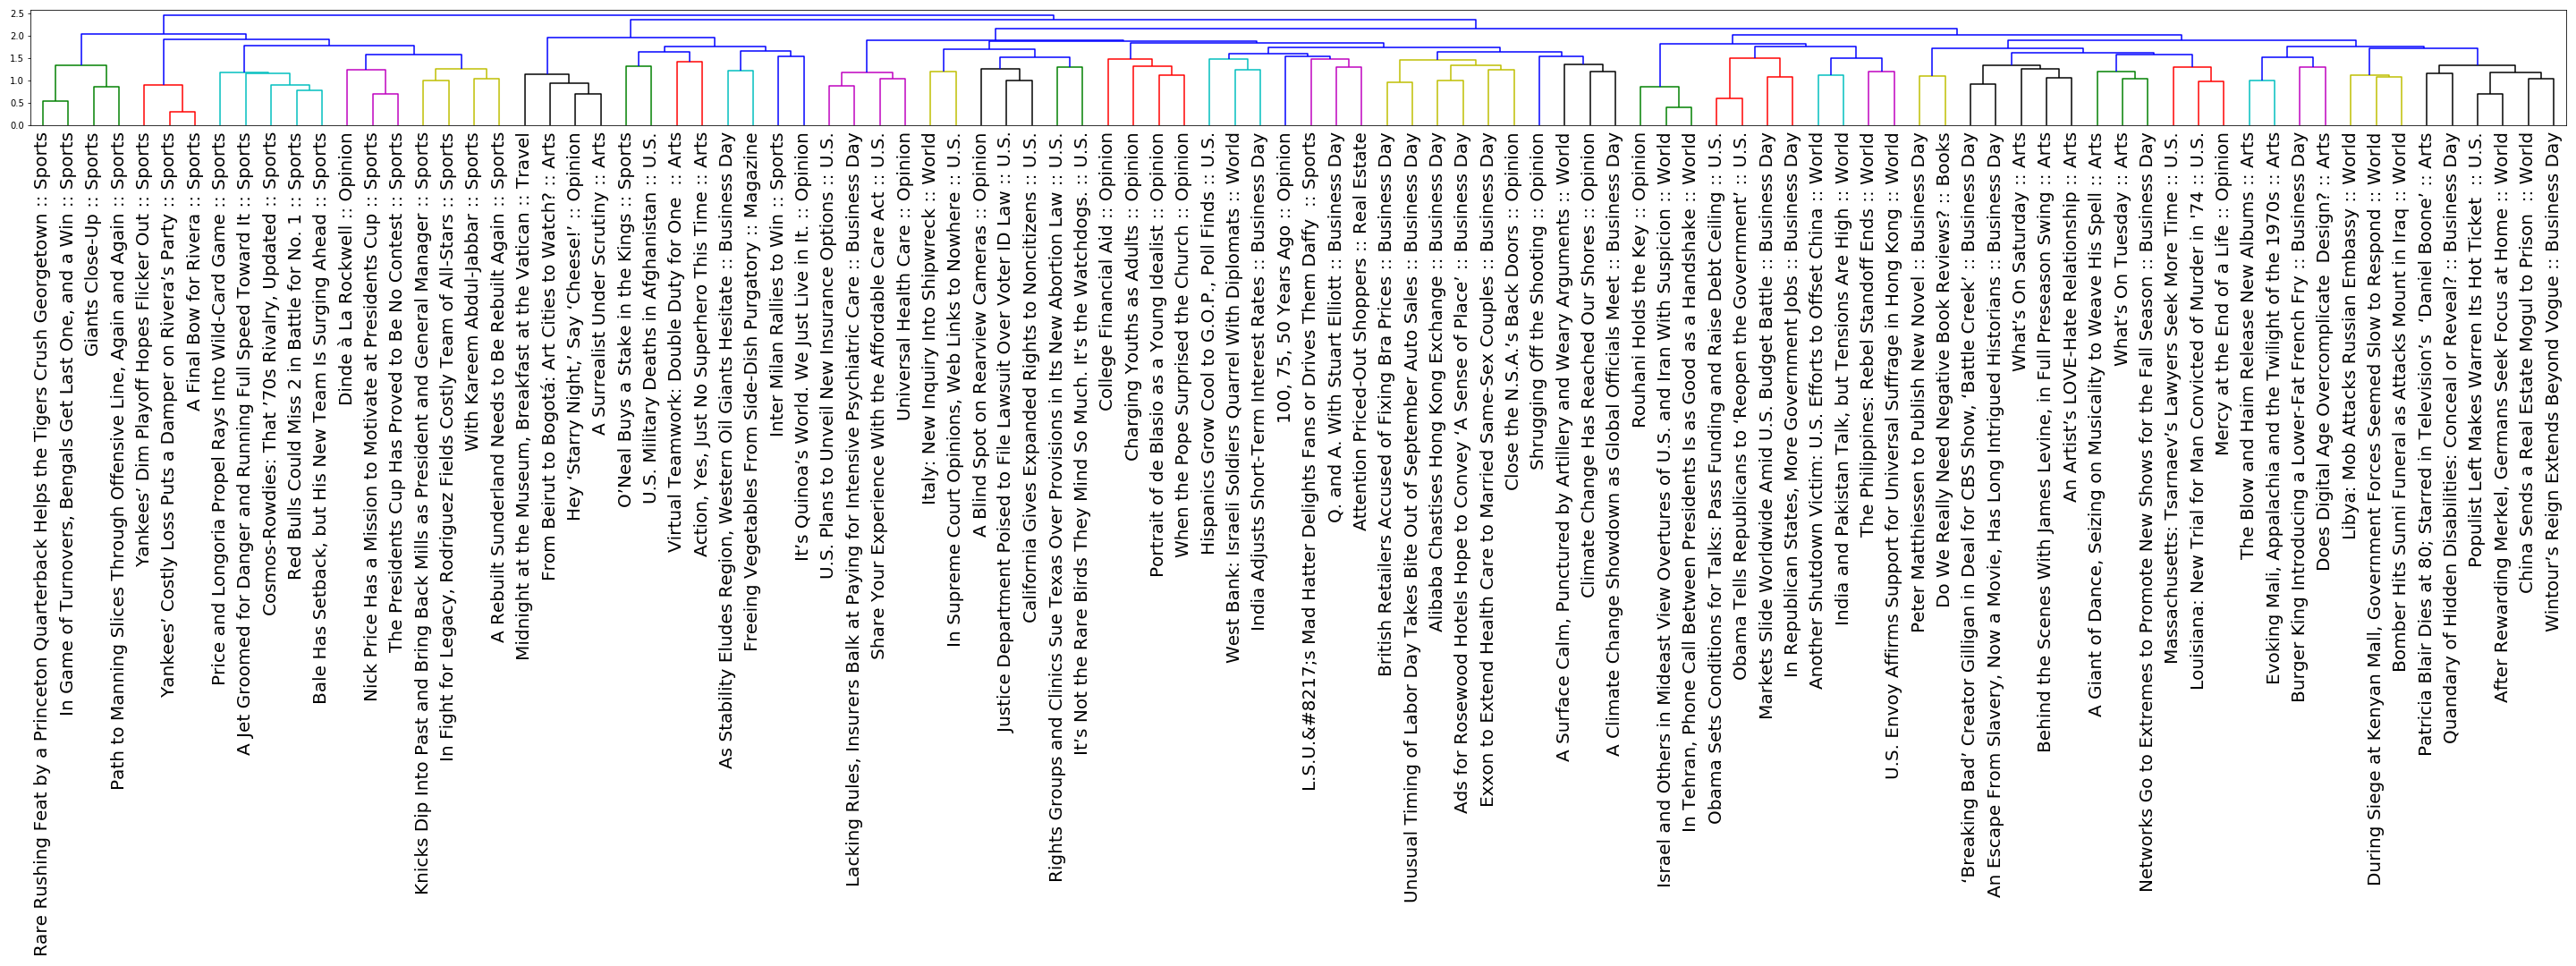 2.5
2.0
1.5
1.0
0.5
0.0
Rare Rushing Feat by a Princeton Quarterback Helps the Tigers Crush Georgetown :: Sports
In Game of Turnovers, Bengals Get Last One, and a Win :: Sports
Giants Close-Up :: Sports
Path to Manning Slices Through Offensive Line, Again and Again :: Sports
Yankees’ Dim Playoff Hopes Flicker Out :: Sports
Yankees’ Costly Loss Puts a Damper on Rivera’s Party :: Sports
A Final Bow for Rivera :: Sports
Price and Longoria Propel Rays Into Wild-Card Game :: Sports
A Jet Groomed for Danger and Running Full Speed Toward It :: Sports
Cosmos-Rowdies: That ’70s Rivalry, Updated :: Sports
Red Bulls Could Miss 2 in Battle for No. 1 :: Sports
Bale Has Setback, but His New Team Is Surging Ahead :: Sports
Dinde à La Rockwell :: Opinion
Nick Price Has a Mission to Motivate at Presidents Cup :: Sports
The Presidents Cup Has Proved to Be No Contest :: Sports
Knicks Dip Into Past and Bring Back Mills as President and General Manager :: Sports
In Fight for Legacy, Rodriguez Fields Costly Team of All-Stars :: Sports
With Kareem Abdul-Jabbar :: Sports
A Rebuilt Sunderland Needs to Be Rebuilt Again :: Sports
Midnight at the Museum, Breakfast at the Vatican :: Travel
From Beirut to Bogotá: Art Cities to Watch? :: Arts
Hey ‘Starry Night,’ Say ‘Cheese!’ :: Opinion
A Surrealist Under Scrutiny :: Arts
O’Neal Buys a Stake in the Kings :: Sports
U.S. Military Deaths in Afghanistan :: U.S.
Virtual Teamwork: Double Duty for One  :: Arts
Action, Yes, Just No Superhero This Time :: Arts
As Stability Eludes Region, Western Oil Giants Hesitate :: Business Day
Freeing Vegetables From Side-Dish Purgatory :: Magazine
Inter Milan Rallies to Win :: Sports
It’s Quinoa’s World. We Just Live in It. :: Opinion
U.S. Plans to Unveil New Insurance Options :: U.S.
Lacking Rules, Insurers Balk at Paying for Intensive Psychiatric Care :: Business Day
Share Your Experience With the Affordable Care Act :: U.S.
Universal Health Care :: Opinion
Italy: New Inquiry Into Shipwreck :: World
In Supreme Court Opinions, Web Links to Nowhere :: U.S.
A Blind Spot on Rearview Cameras :: Opinion
Justice Department Poised to File Lawsuit Over Voter ID Law :: U.S.
California Gives Expanded Rights to Noncitizens :: U.S.
Rights Groups and Clinics Sue Texas Over Provisions in Its New Abortion Law :: U.S.
It’s Not the Rare Birds They Mind So Much. It’s the Watchdogs. :: U.S.
College Financial Aid :: Opinion
Charging Youths as Adults :: Opinion
Portrait of de Blasio as a Young Idealist :: Opinion
When the Pope Surprised the Church :: Opinion
Hispanics Grow Cool to G.O.P., Poll Finds :: U.S.
West Bank: Israeli Soldiers Quarrel With Diplomats :: World
India Adjusts Short-Term Interest Rates :: Business Day
100, 75, 50 Years Ago :: Opinion
L.S.U.&#8217;s Mad Hatter Delights Fans or Drives Them Daffy  :: Sports
Q. and A. With Stuart Elliott :: Business Day
Attention Priced-Out Shoppers :: Real Estate
British Retailers Accused of Fixing Bra Prices :: Business Day
Unusual Timing of Labor Day Takes Bite Out of September Auto Sales :: Business Day
Alibaba Chastises Hong Kong Exchange :: Business Day
Ads for Rosewood Hotels Hope to Convey ‘A Sense of Place’ :: Business Day
Exxon to Extend Health Care to Married Same-Sex Couples :: Business Day
Close the N.S.A.’s Back Doors :: Opinion
Shrugging Off the Shooting :: Opinion
A Surface Calm, Punctured by Artillery and Weary Arguments :: World
Climate Change Has Reached Our Shores :: Opinion
A Climate Change Showdown as Global Officials Meet :: Business Day
Rouhani Holds the Key :: Opinion
Israel and Others in Mideast View Overtures of U.S. and Iran With Suspicion :: World
In Tehran, Phone Call Between Presidents Is as Good as a Handshake :: World
Obama Sets Conditions for Talks: Pass Funding and Raise Debt Ceiling :: U.S.
Obama Tells Republicans to ‘Reopen the Government’ :: U.S.
Markets Slide Worldwide Amid U.S. Budget Battle :: Business Day
In Republican States, More Government Jobs :: Business Day
Another Shutdown Victim: U.S. Efforts to Offset China :: World
India and Pakistan Talk, but Tensions Are High :: World
The Philippines: Rebel Standoff Ends :: World
U.S. Envoy Affirms Support for Universal Suffrage in Hong Kong :: World
Peter Matthiessen to Publish New Novel :: Business Day
Do We Really Need Negative Book Reviews? :: Books
‘Breaking Bad’ Creator Gilligan in Deal for CBS Show, ‘Battle Creek’ :: Business Day
An Escape From Slavery, Now a Movie, Has Long Intrigued Historians :: Business Day
What’s On Saturday :: Arts
Behind the Scenes With James Levine, in Full Preseason Swing :: Arts
An Artist’s LOVE-Hate Relationship :: Arts
A Giant of Dance, Seizing on Musicality to Weave His Spell :: Arts
What’s On Tuesday :: Arts
Networks Go to Extremes to Promote New Shows for the Fall Season :: Business Day
Massachusetts: Tsarnaev’s Lawyers Seek More Time :: U.S.
Louisiana: New Trial for Man Convicted of Murder in '74 :: U.S.
Mercy at the End of a Life :: Opinion
The Blow and Haim Release New Albums :: Arts
Evoking Mali, Appalachia and the Twilight of the 1970s :: Arts
Burger King Introducing a Lower-Fat French Fry :: Business Day
Does Digital Age Overcomplicate  Design? :: Arts
Libya: Mob Attacks Russian Embassy :: World
During Siege at Kenyan Mall, Government Forces Seemed Slow to Respond :: World
Bomber Hits Sunni Funeral as Attacks Mount in Iraq :: World
Patricia Blair Dies at 80; Starred in Television’s  ‘Daniel Boone’ :: Arts
Quandary of Hidden Disabilities: Conceal or Reveal? :: Business Day
Populist Left Makes Warren Its Hot Ticket  :: U.S.
After Rewarding Merkel, Germans Seek Focus at Home :: World
China Sends a Real Estate Mogul to Prison  :: World
Wintour’s Reign Extends Beyond Vogue :: Business Day